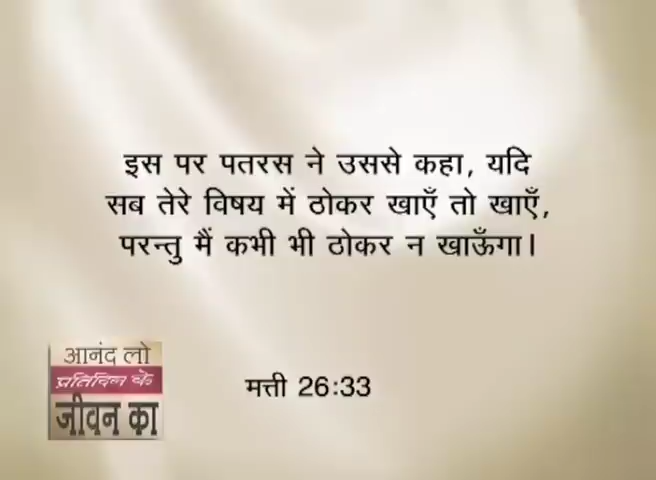 इस पर पतरस ने उससे कहा, यदि
सब तेरे विषय में ठोकर खाएँ तो खाएँ,
परन्तु मैं कभी भी ठोकर न खाऊँगा।
मत्ती 26:33
आनंद लो
प्रतिदिन के
जीवन का